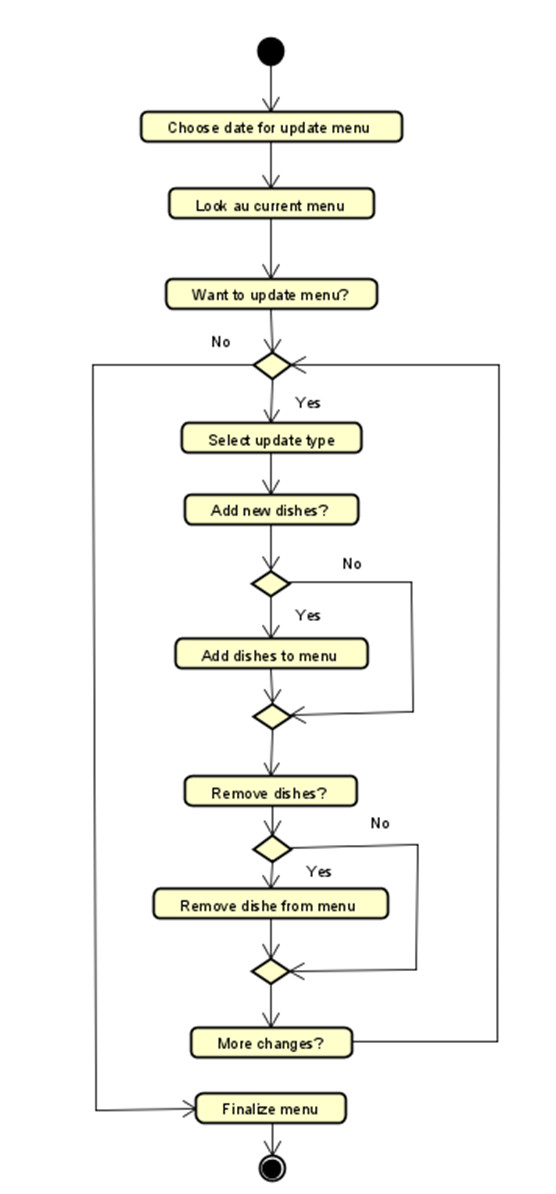 Choose date for update menu
Look au current menu
Want to update menu?
No
Yes
Select update type
Add new dishes?
No
Yes
Add dishes to menu
Remove dishes?
No
Yes
Remove dishe from menu
More changes?
Finalize menu